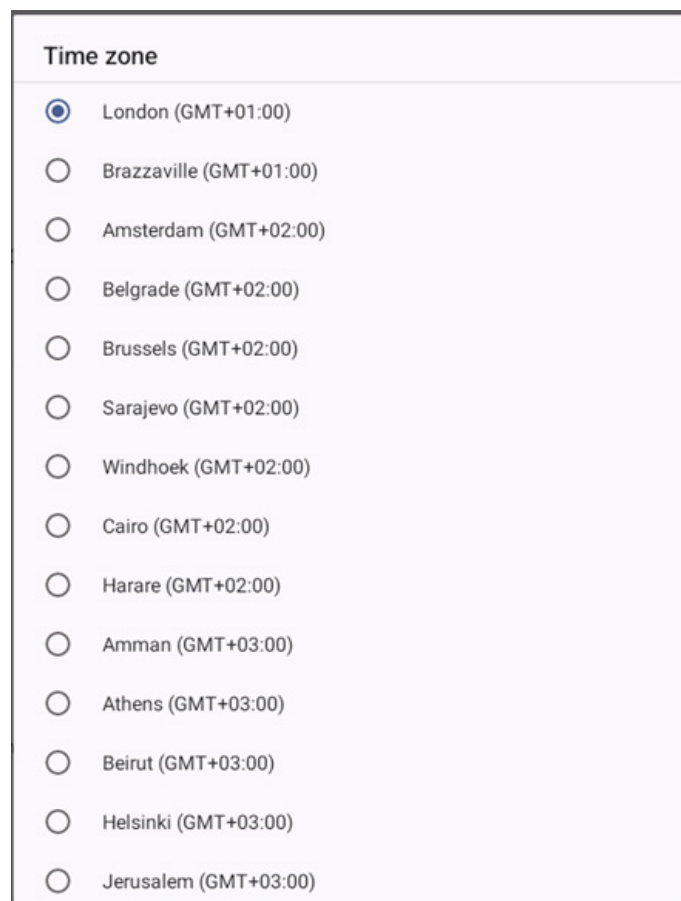 Time zone
London (GMT+01:00)
Brazzaville (GMT+01:00)
Amsterdam (GMT+02:00)
Belgrade (GMT+02:00)
Brussels (GMT+02:00)
Sarajevo (GMT+02:00)
Windhoek (GMT+02:00)
Cairo (GMT+02:00)
Harare (GMT+02:00)
Amman (GMT+03:00)
Athens (GMT+03:00)
Beirut (GMT+03:00)
Helsinki (GMT+03:00)
Jerusalem (GMT+03:00)